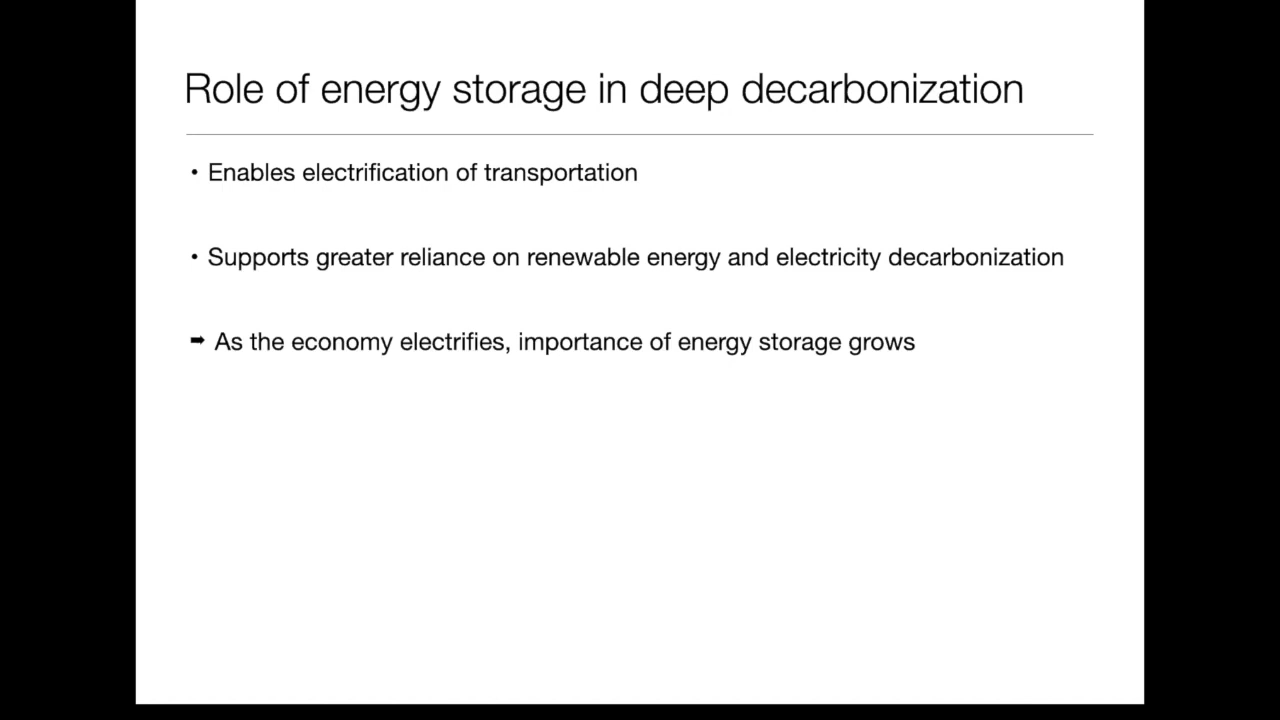 Role of energy storage in deep decarbonization
• Enables electrification of transportation
• Supports greater reliance on renewable energy and electricity decarbonization
➡ As the economy electrifies, importance of energy storage grows